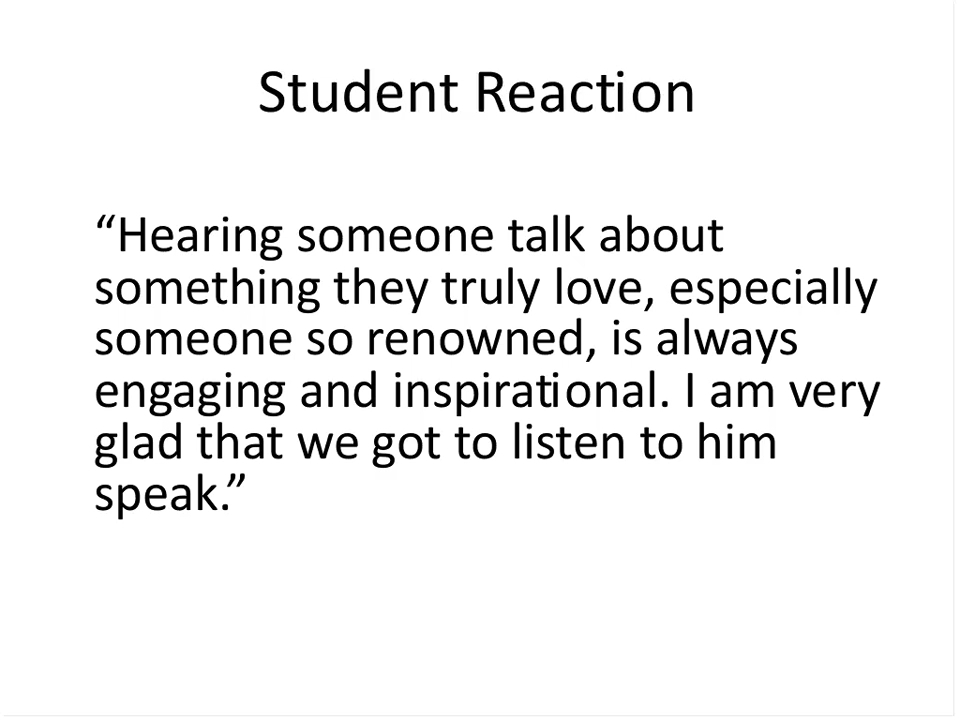 Student Reaction
“Hearing someone talk about
something they truly love, especially
someone so renowned, is always
engaging and inspirational. I am very
glad that we got to listen to him
speak.”